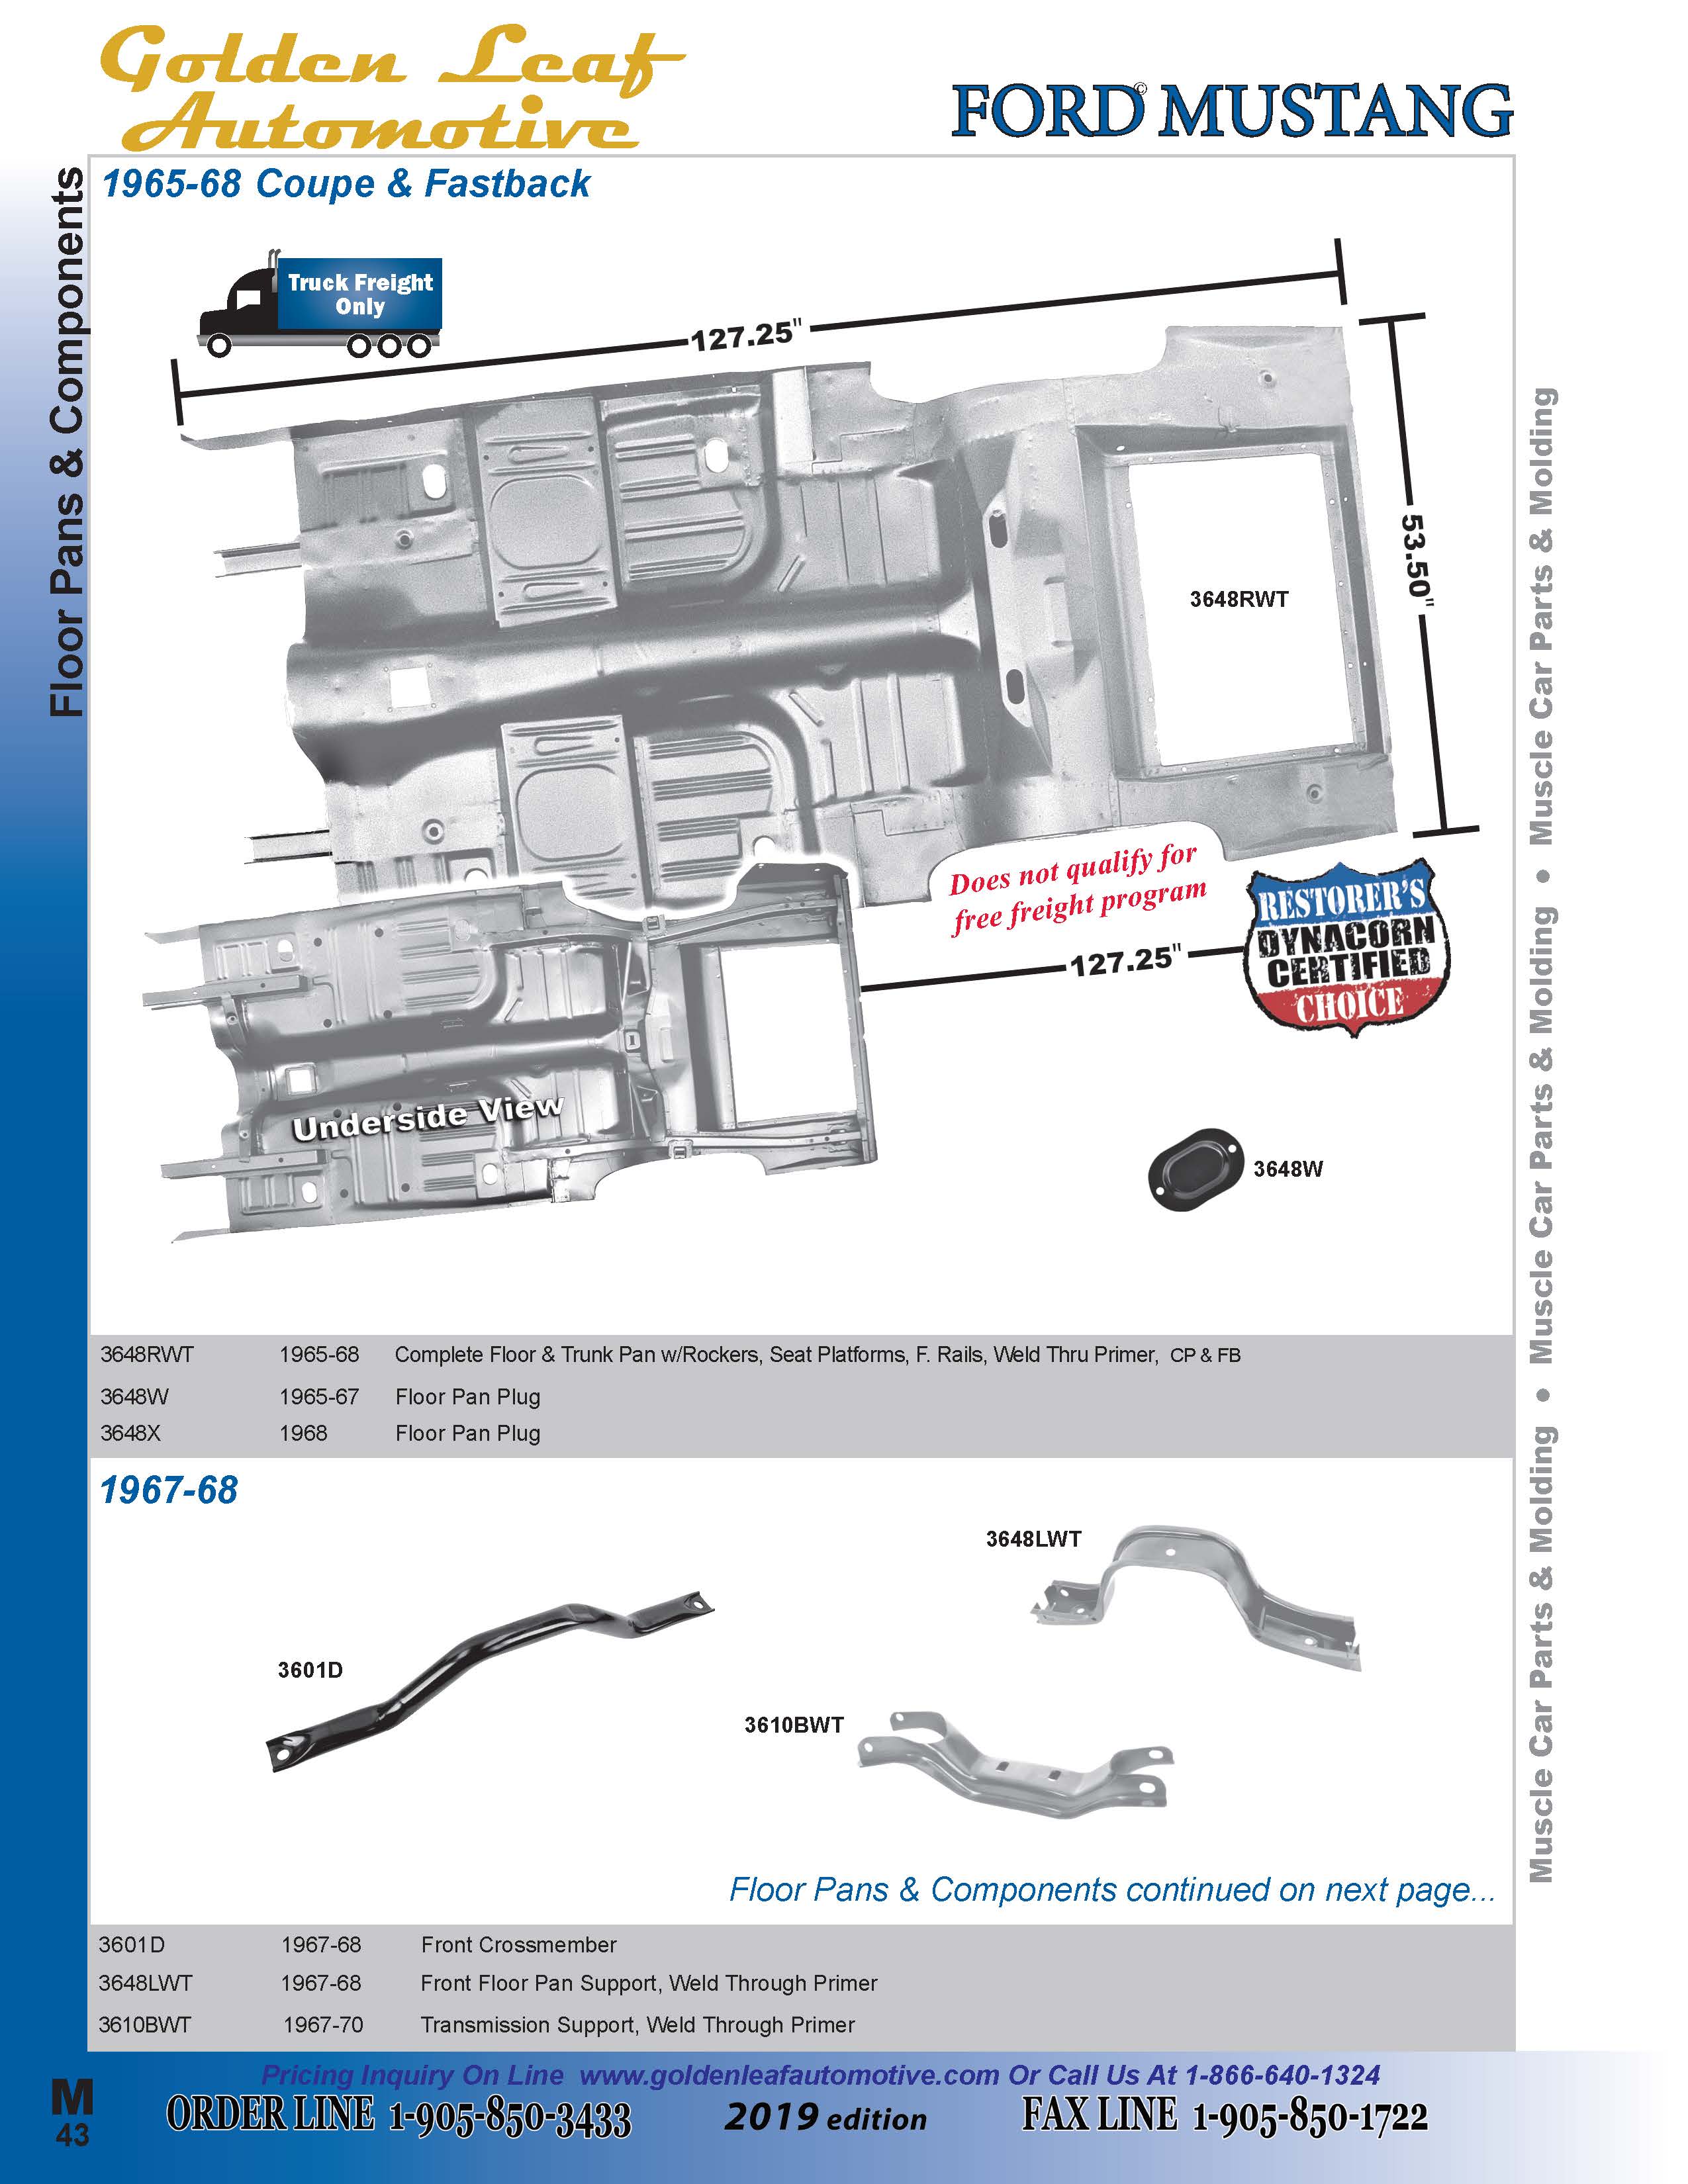 Golden Leaf
Automotive
FORD© MUSTANG
Floor Pans & Components
1965-68 Coupe & Fastback
Truck Freight
Only
127.25"
53.50"
3648RWT
Does not qualify for
free freight program
127.25"
RESTORER'S
DYNACORN
CERTIFIED
CHOICE
Underside View
3648W
3648RWT 1965-68 Complete Floor & Trunk Pan w/Rockers, Seat Platforms, F. Rails, Weld Thru Primer, CP & FB
3648W 1965-67 Floor Pan Plug
3648X 1968 Floor Pan Plug
1967-68
3648LWT
3601D
3610BWT
Floor Pans & Components continued on next page...
3601D 1967-68 Front Crossmember
3648LWT 1967-68 Front Floor Pan Support, Weld Through Primer
3610BWT 1967-70 Transmission Support, Weld Through Primer
Muscle Car Parts & Molding • Muscle Car Parts & Molding • Muscle Car Parts & Molding
Pricing Inquiry On Line www.goldenleafautomotive.com Or Call Us At 1-866-640-1324
M
43
ORDER LINE 1-905-850-3433
2019 edition
FAX LINE 1-905-850-1722